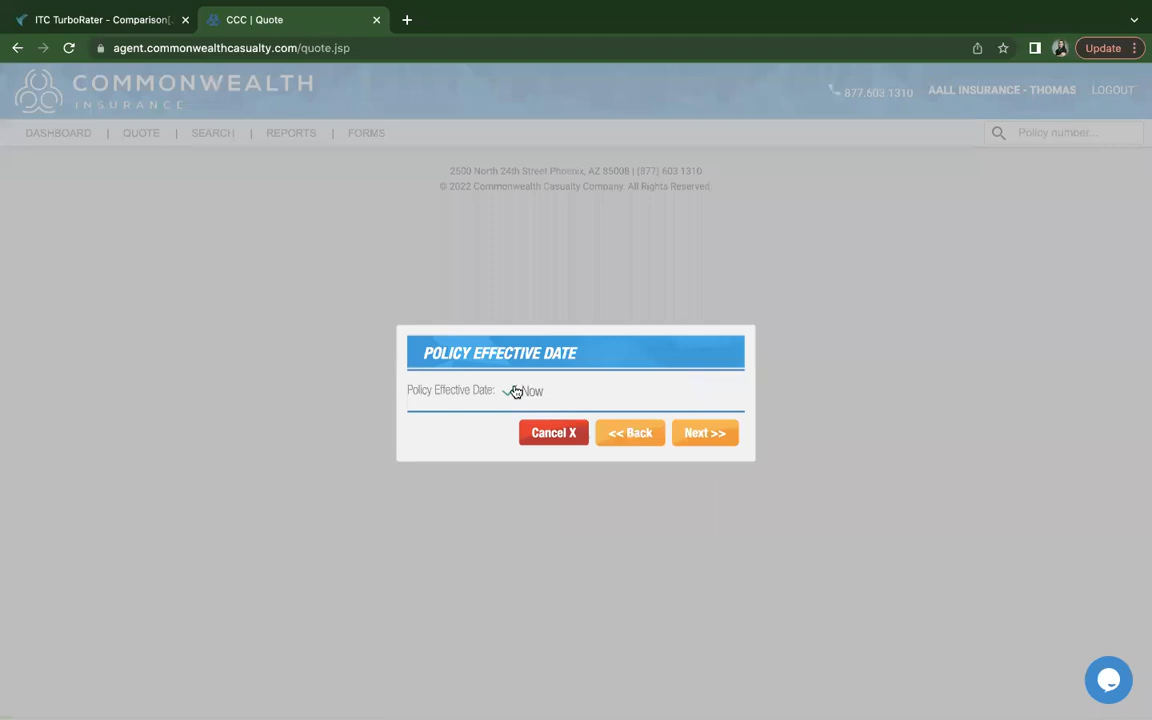 ITC TurboRater - Comparison[.
CCC | Quote
agent.commonwealthcasualty.com/quote.jsp
Update
COMMONWEALTH
INSURANCE
877.603.1310
AALL INSURANCE - THOMAS
LOGOUT
DASHBOARD | QUOTE | SEARCH | REPORTS | FORMS
Policy number...
2500 North 24th Street Phoenix, AZ 85008 | (877) 603 1310
© 2022 Commonwealth Casualty Company. All Rights Reserved.
POLICY EFFECTIVE DATE
Policy Effective Date: Now
Cancel X
<< Back
Next >>